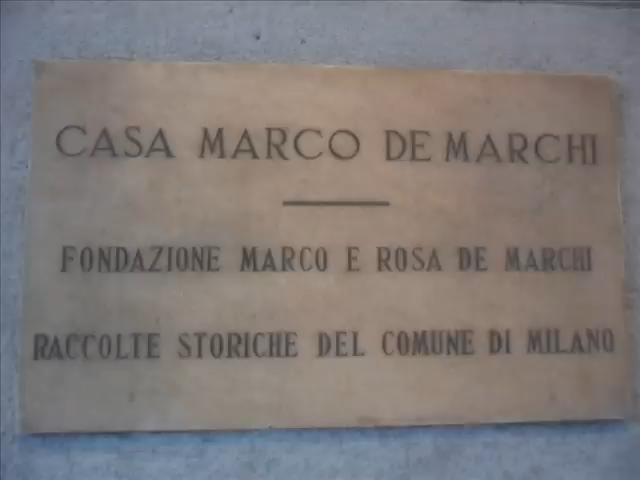 CASA MARCO DE MARCHI
FONDAZIONE MARCO E ROSA DE MARCHI
RACCOLTE STORICHE DEL COMUNE DI MILANO